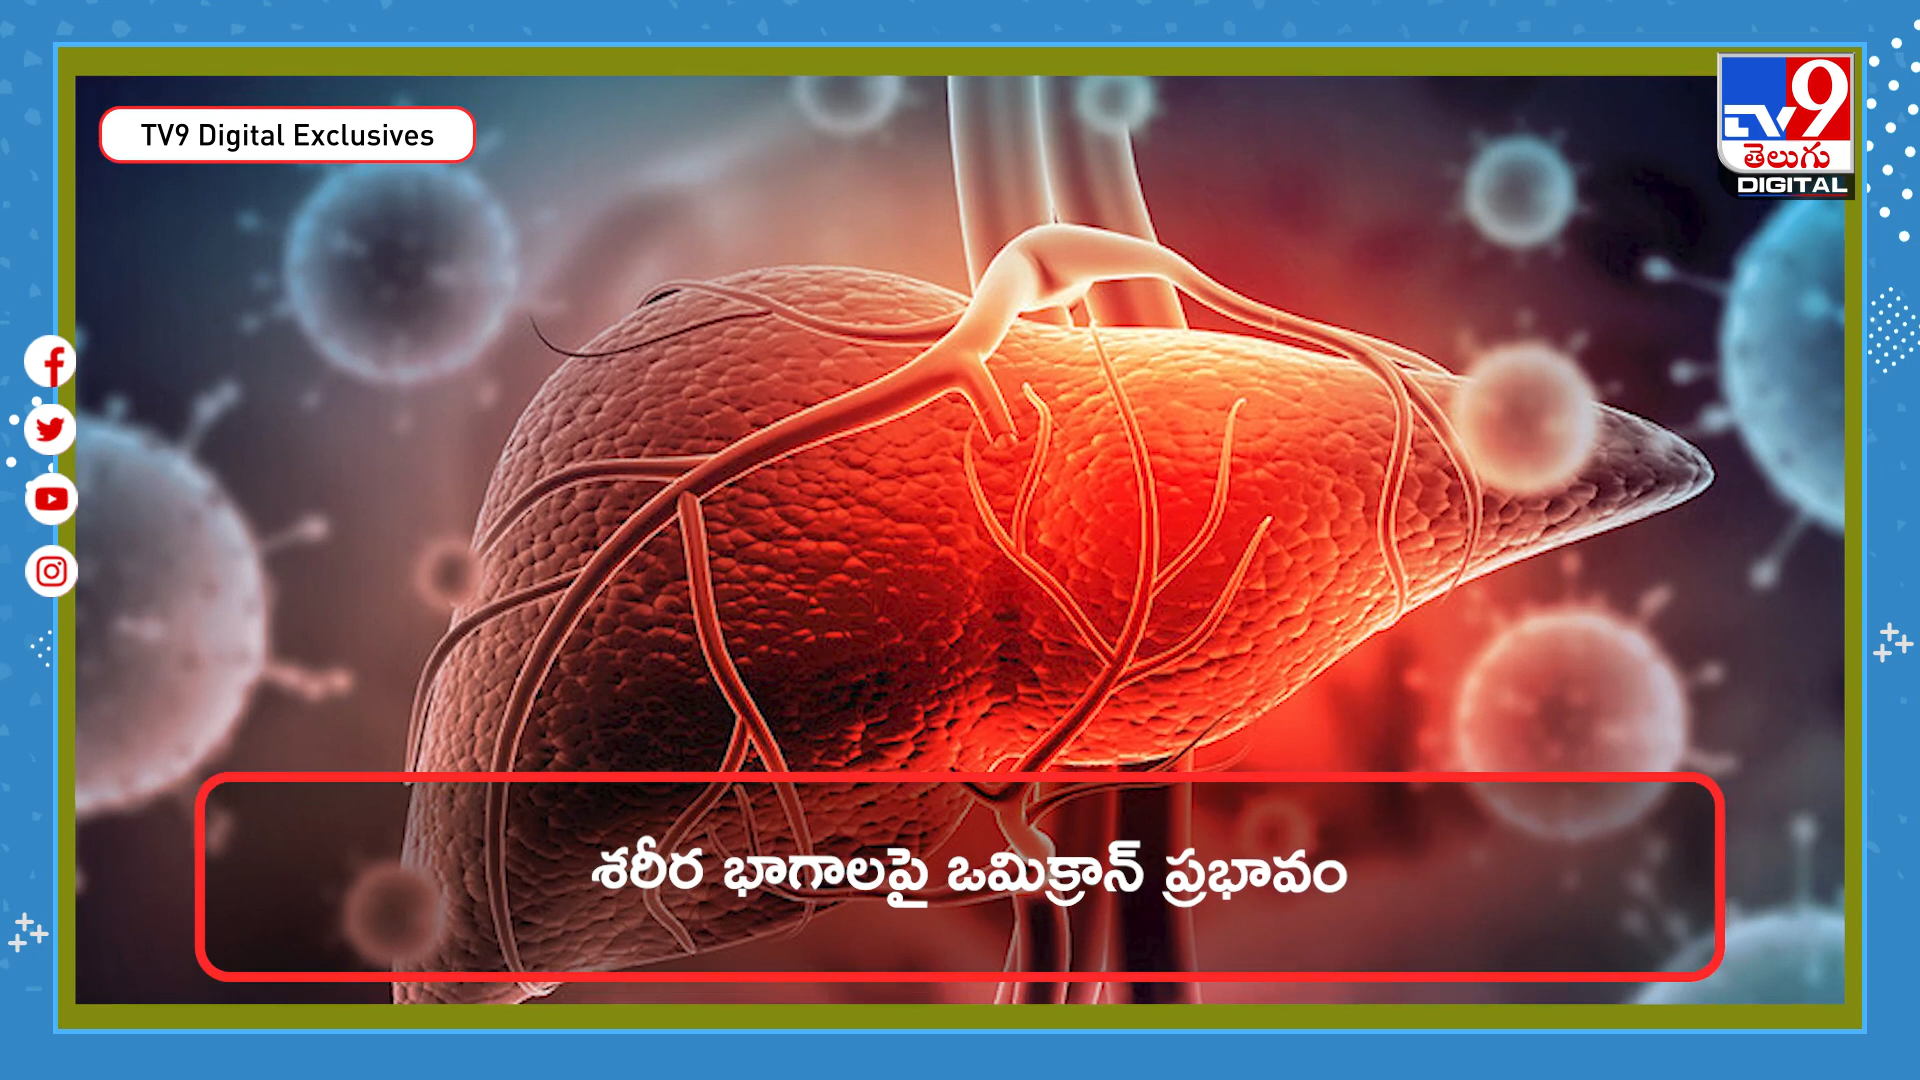 TV9 Digital Exclusives
TV9
తెలుగు
DIGITAL
శరీర భాగాలపై ఒమిక్రాన్ ప్రభావం